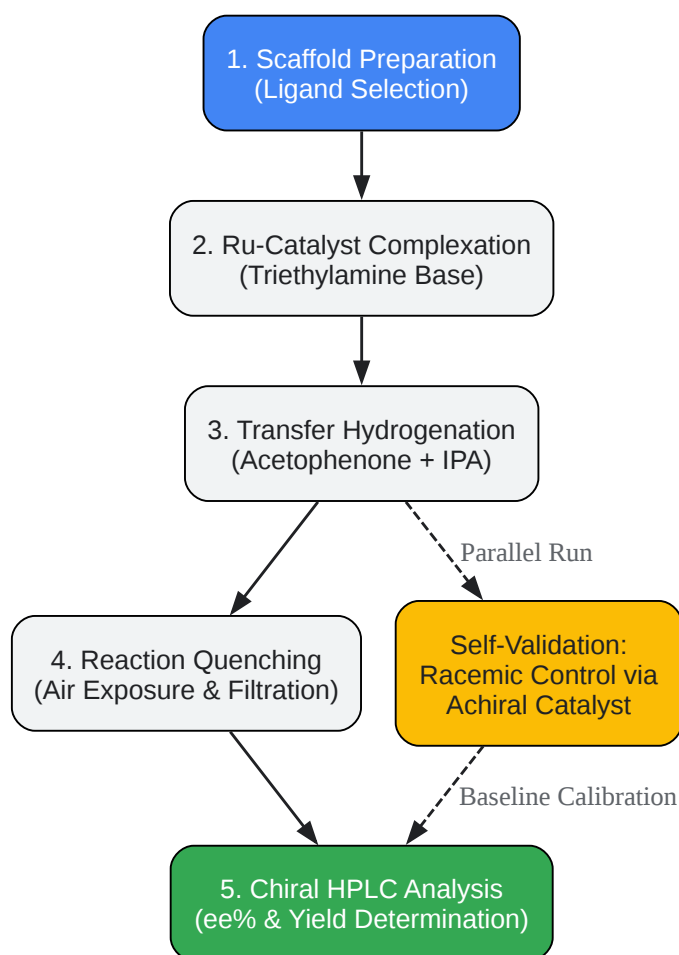 1. Scaffold Preparation
(Ligand Selection)
2. Ru-Catalyst Complexation
(Triethylamine Base)
3. Transfer Hydrogenation
(Acetophenone + IPA)
Parallel Run
4. Reaction Quenching
(Air Exposure & Filtration)
Self-Validation:
Racemic Control via
Achiral Catalyst
Baseline Calibration
5. Chiral HPLC Analysis
(ee% & Yield Determination)